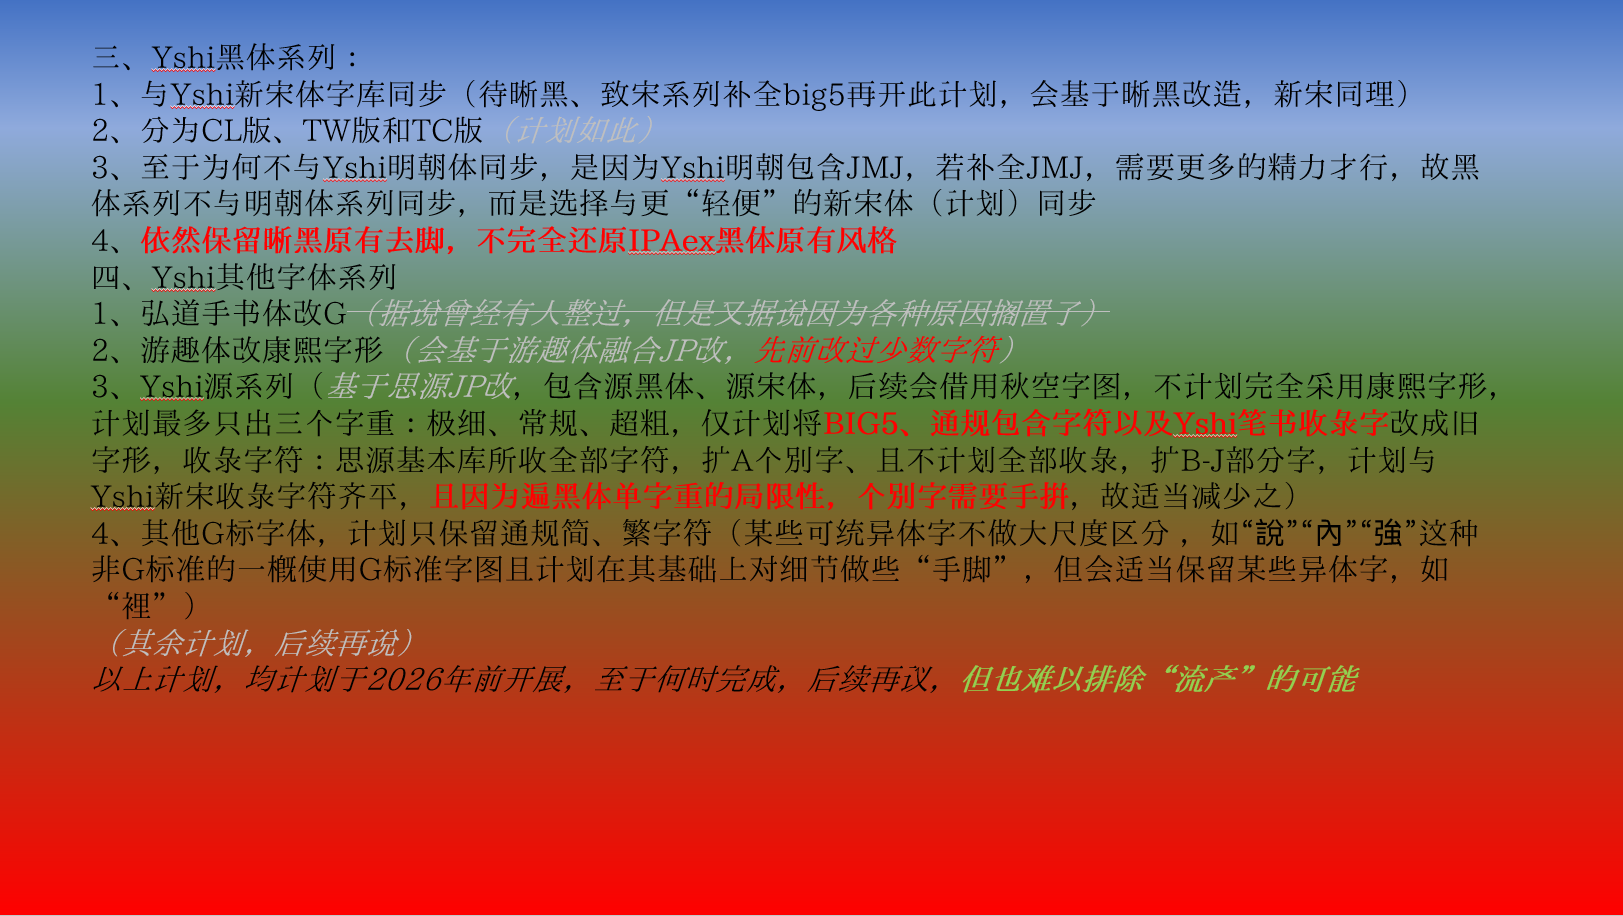 三、Yshi黑体系列：
1、与Yshi新宋体字库同步（待晰黑、致宋系列补全big5再开此计划，会基于晰黑改造，新宋同理）
2、分为CL版、TW版和TC版（计划如此）
3、至于为何不与Yshi明朝体同步，是因为Yshi明朝包含JMJ，若补全JMJ，需要更多的精力才行，故黑
体系列不与明朝体系列同步，而是选择与更“轻便”的新宋体（计划）同步
4、依然保留晰黑原有去脚，不完全还原IPAex黑体原有风格
四、Yshi其他字体系列
1、弘道手书体改G（据说曾经有人整过，但是又据说因为各种原因搁置了）
2、游趣体改康熙字形（会基于游趣体融合JP改，先前改过少数字符）
3、Yshi源系列（基于思源JP改，包含源黑体、源宋体，后续会借用秋空字图，不计划完全采用康熙字形，
计划最多只出三个字重：极细、常规、超粗，仅计划将BIG5、通规包含字符以及Yshi笔书收录字改成旧
字形，收录字符：思源基本库所收全部字符，扩A个别字、且不计划全部收录，扩B-J部分字，计划与
Yshi新宋收录字符齐平，且因为遍黑体单字重的局限性，个别字需要手拼，故适当减少之）
4、其他G标字体，计划只保留通规简、繁字符（某些可统异体字不做大尺度区分 ，如“說”“內”“強”这种
非G标准的一概使用G标准字图且计划在其基础上对细节做些“手脚”，但会适当保留某些异体字，如
“裡”）
（其余计划，后续再说）
以上计划，均计划于2026年前开展，至于何时完成，后续再议，但也难以排除“流产”的可能